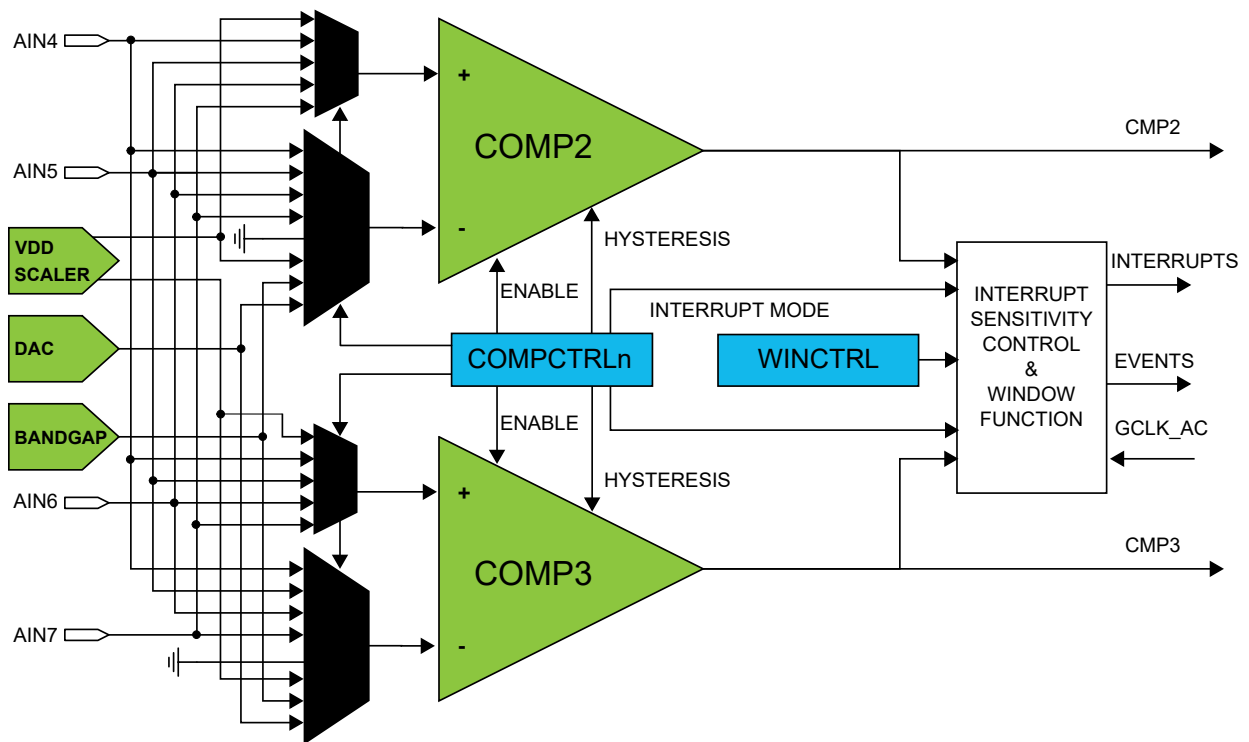 AIN4
+
COMP2
-
CMP2
AIN5
VDD
SCALER
HYSTERESIS
ENABLE
INTERRUPT MODE
INTERRUPT
SENSITIVITY
CONTROL
&
WINDOW
FUNCTION
INTERRUPTS
EVENTS
GCLK_AC
DAC
COMPCTRLn
WINCTRL
BANDGAP
ENABLE
HYSTERESIS
AIN6
+
COMP3
-
CMP3
AIN7